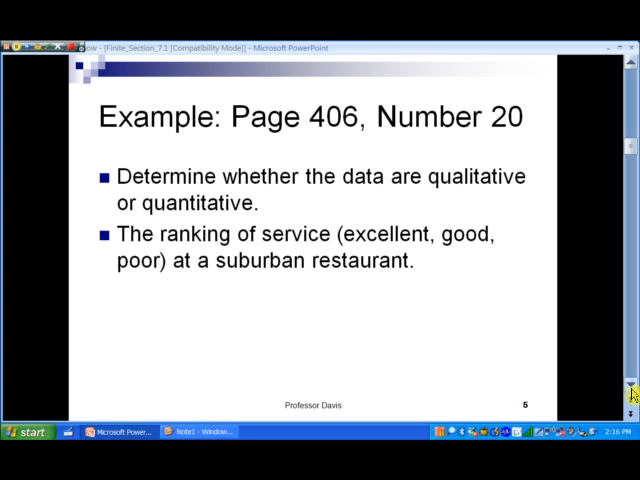 ow - [Finite_Section_7.1 [Compatibility Mode]] - Microsoft PowerPoint
Example: Page 406, Number 20
Determine whether the data are qualitative
or quantitative.
The ranking of service (excellent, good,
poor) at a suburban restaurant.
Professor Davis
5
start
Microsoft PowerPoint...
Note1 - Window...
2:16 PM